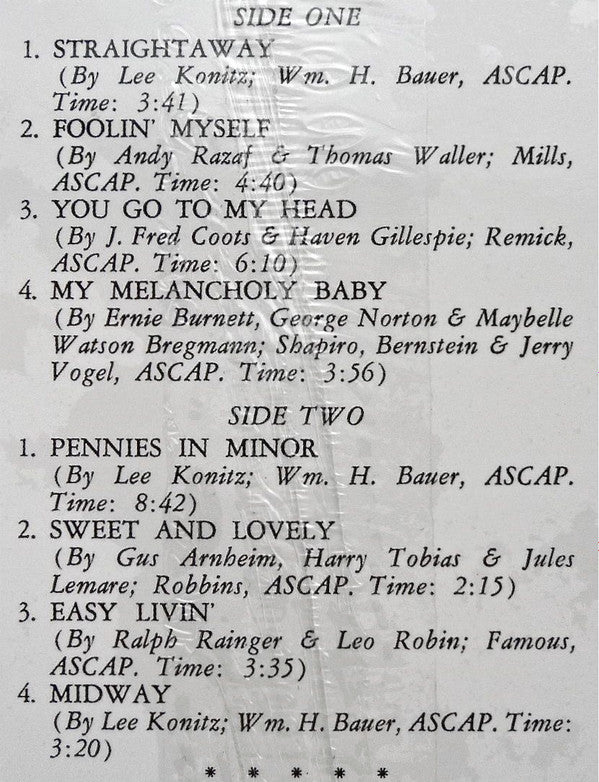 SIDE ONE
1. STRAIGHTAWAY
(By Lee Konitz; Wm. H. Bauer, ASCAP.
Time: 3:41)
2. FOOLIN' MYSELF
(By Andy Razaf & Thomas Waller; Mills,
ASCAP. Time: 4:40)
3. YOU GO TO MY HEAD
(By J. Fred Coots & Haven Gillespie; Remick,
ASCAP. Time: 6:10)
4. MY MELANCHOLY BABY
(By Ernie Burnett, George Norton & Maybelle
Watson Bregmann; Shapiro, Bernstein & Jerry
Vogel, ASCAP. Time: 3:56)
SIDE TWO
1. PENNIES IN MINOR
(By Lee Konitz; Wm. H. Bauer, ASCAP.
Time: 8:42)
2. SWEET AND LOVELY
(By Gus Arnheim, Harry Tobias & Jules
Lemare; Robbins, ASCAP. Time: 2:15)
3. EASY LIVIN'
(By Ralph Rainger & Leo Robin; Famous,
ASCAP. Time: 3:35)
4. MIDWAY
(By Lee Konitz; Wm. H. Bauer, ASCAP. Time:
3:20)
* * * * *